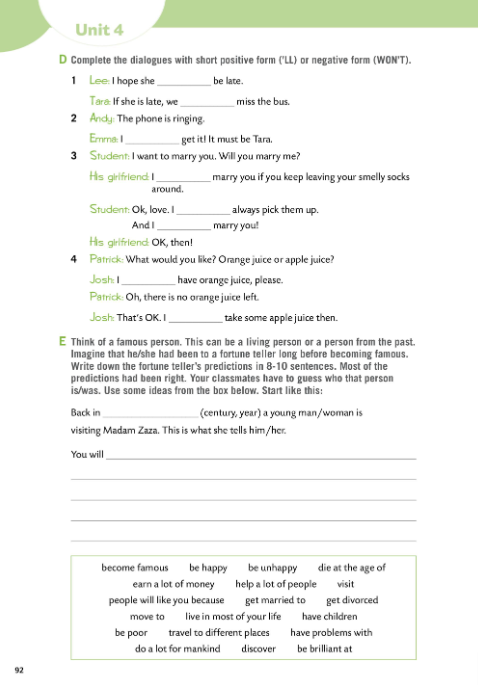 Unit 4
D Complete the dialogues with short positive form ('LL) or negative form (WON'T).
1 Lee: I hope she __________ be late.
Tara: If she is late, we __________ miss the bus.
2 Andy: The phone is ringing.
Emma: I __________ get it! It must be Tara.
3 Student: I want to marry you. Will you marry me?
His girlfriend: I __________ marry you if you keep leaving your smelly socks
around.
Student: Ok, love. I __________ always pick them up.
And I __________ marry you!
His girlfriend: OK, then!
4 Patrick: What would you like? Orange juice or apple juice?
Josh: I __________ have orange juice, please.
Patrick: Oh, there is no orange juice left.
Josh: That's OK. I __________ take some apple juice then.
E Think of a famous person. This can be a living person or a person from the past.
Imagine that he/she had been to a fortune teller long before becoming famous.
Write down the fortune teller's predictions in 8-10 sentences. Most of the
predictions had been right. Your classmates have to guess who that person
is/was. Use some ideas from the box below. Start like this:
Back in __________________ (century, year) a young man/woman is
visiting Madam Zaza. This is what she tells him/her.
You will __________________
become famous be happy be unhappy die at the age of
earn a lot of money help a lot of people visit
people will like you because get married to get divorced
move to live in most of your life have children
be poor travel to different places have problems with
do a lot for mankind discover be brilliant at
92